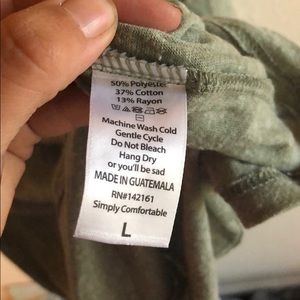 50% Polyester
37% Cotton
13% Rayon
Machine Wash Cold
Gentle Cycle
Do Not Bleach
Hang Dry
or you'll be sad
MADE IN GUATEMALA
RN#142161
Simply Comfortable
L